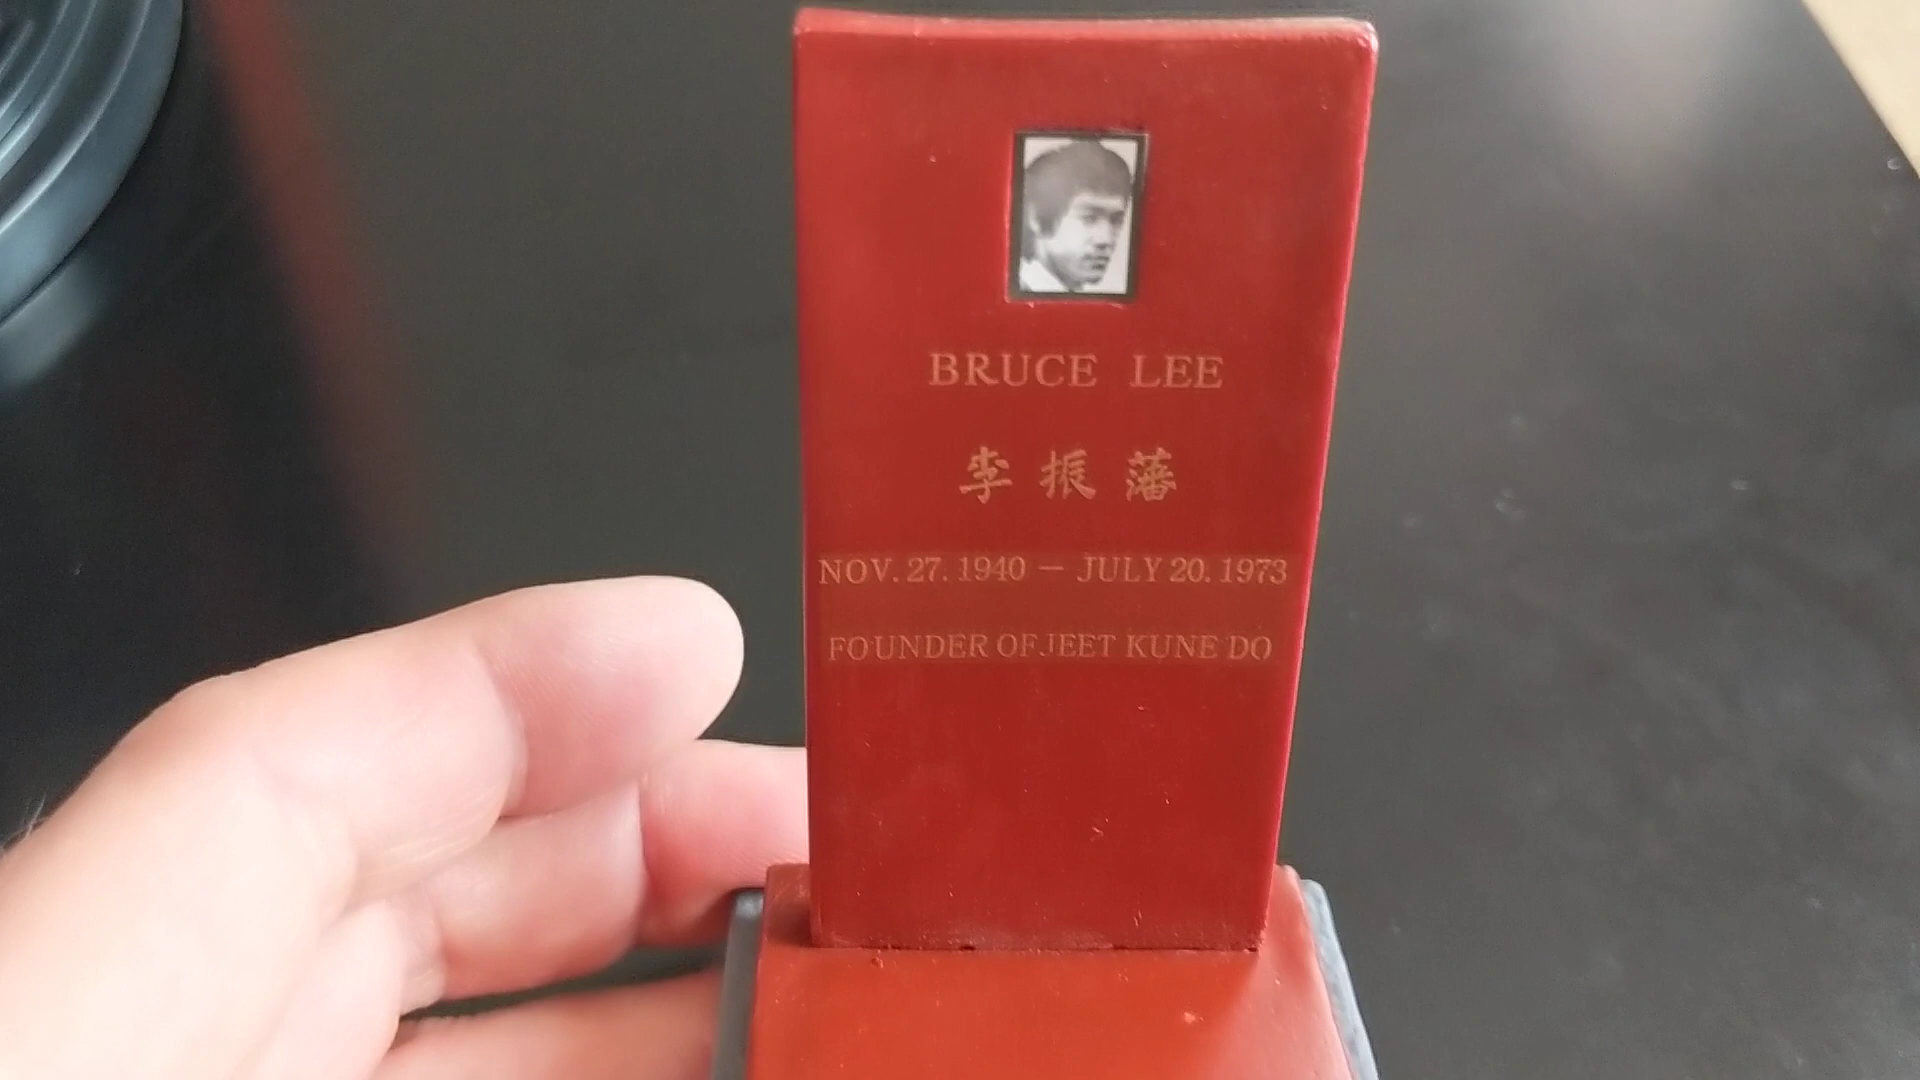 BRUCE LEE
李振藩
NOV. 27. 1940 — JULY 20. 1973
FOUNDER OF JEET KUNE DO